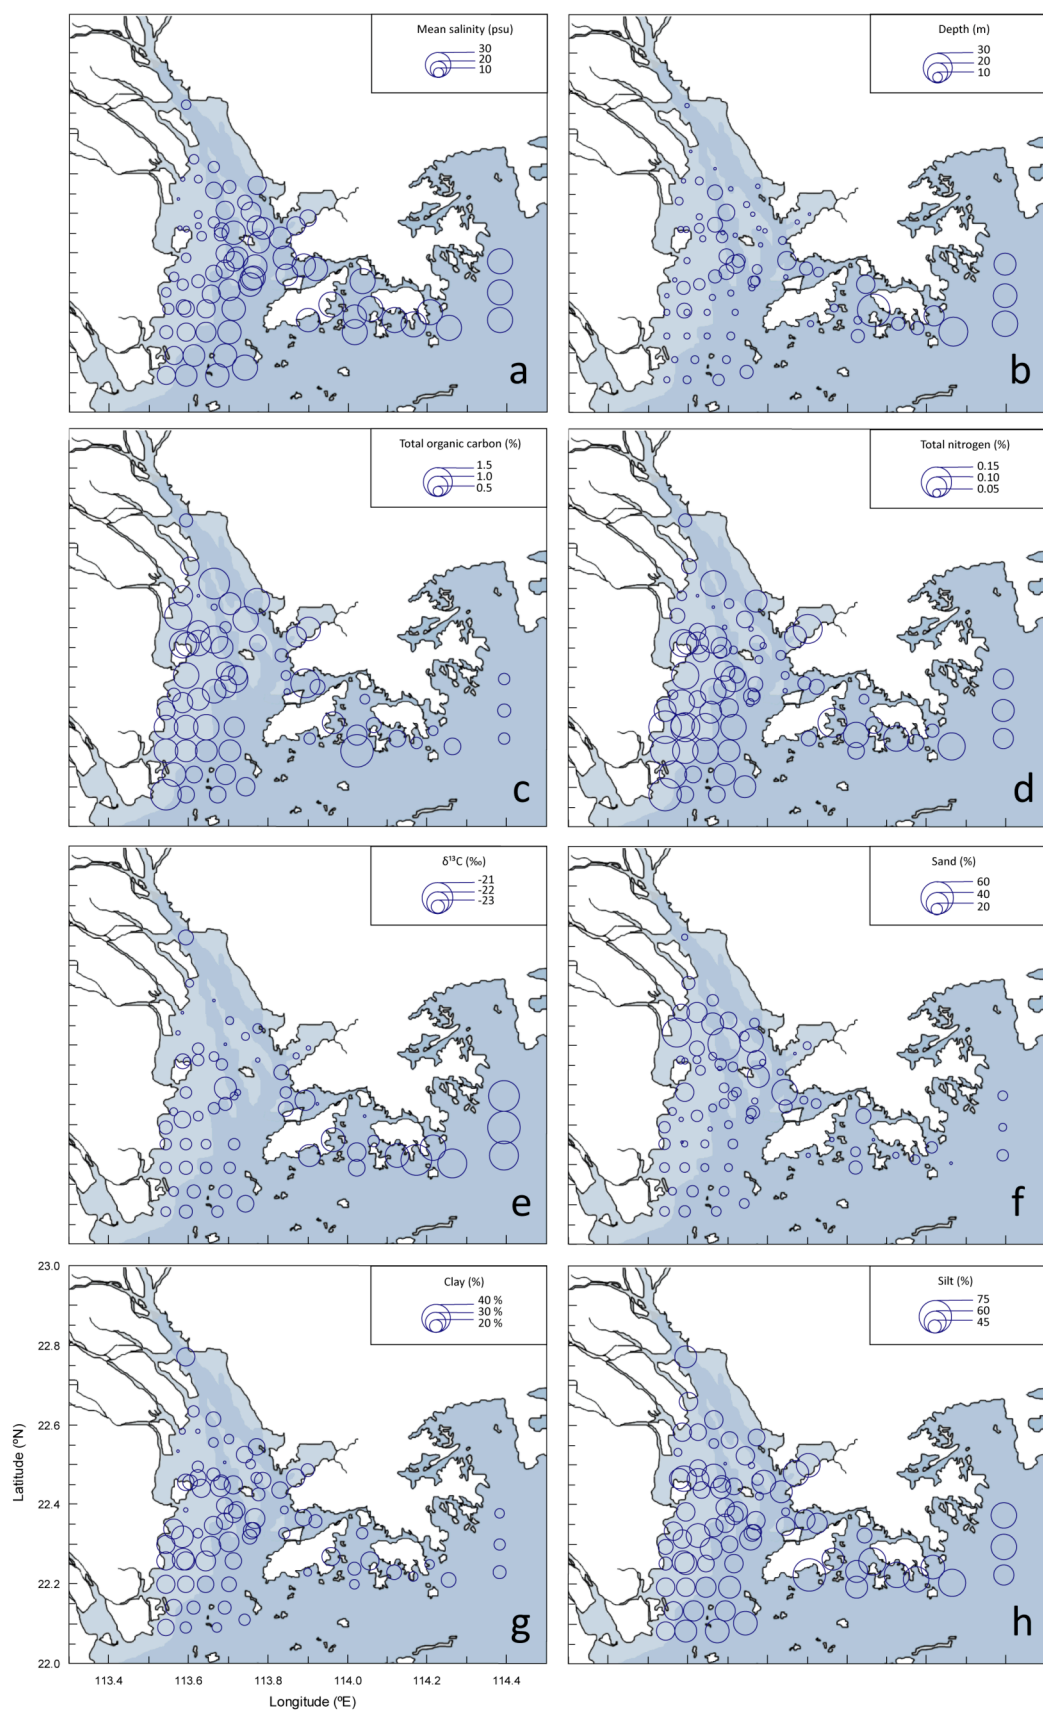 Mean salinity (psu)
30
20
10
a
Depth (m)
30
20
10
b
Total organic carbon (%)
1.5
1.0
0.5
c
Total nitrogen (%)
0.15
0.10
0.05
d
δ¹³C (‰)
-21
-22
-23
e
Sand (%)
60
40
20
f
23.0
22.8
22.6
22.4
22.2
22.0
Latitude (ºN)
Clay (%)
40 %
30 %
20 %
g
113.4 113.6 113.8 114.0 114.2 114.4
Longitude (ºE)
Silt (%)
75
60
45
h